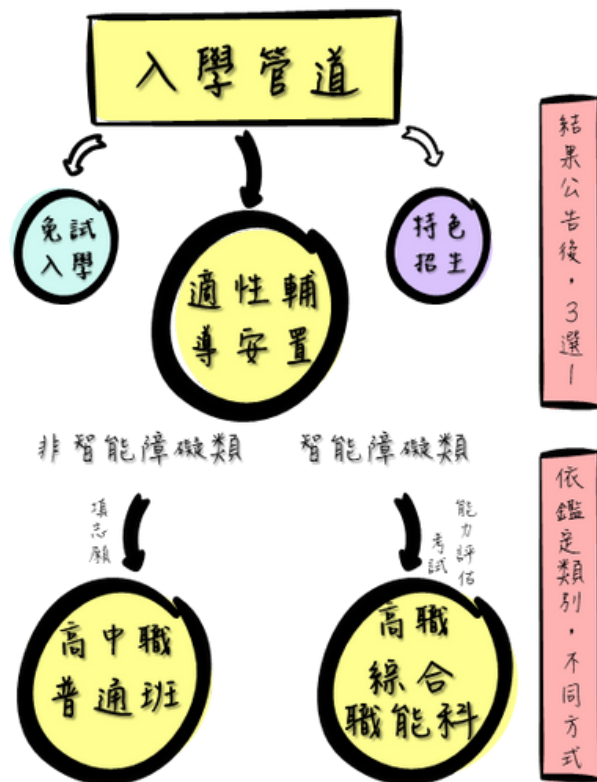 入學管道
免試
入學
適性輔
導安置
特色
招生
結果公告後，3選1
非智能障礙類
智能障礙類
填志願
能力評估
考試
高中職
普通班
高職
綜合
職能科
依鑑定類別，不同方式